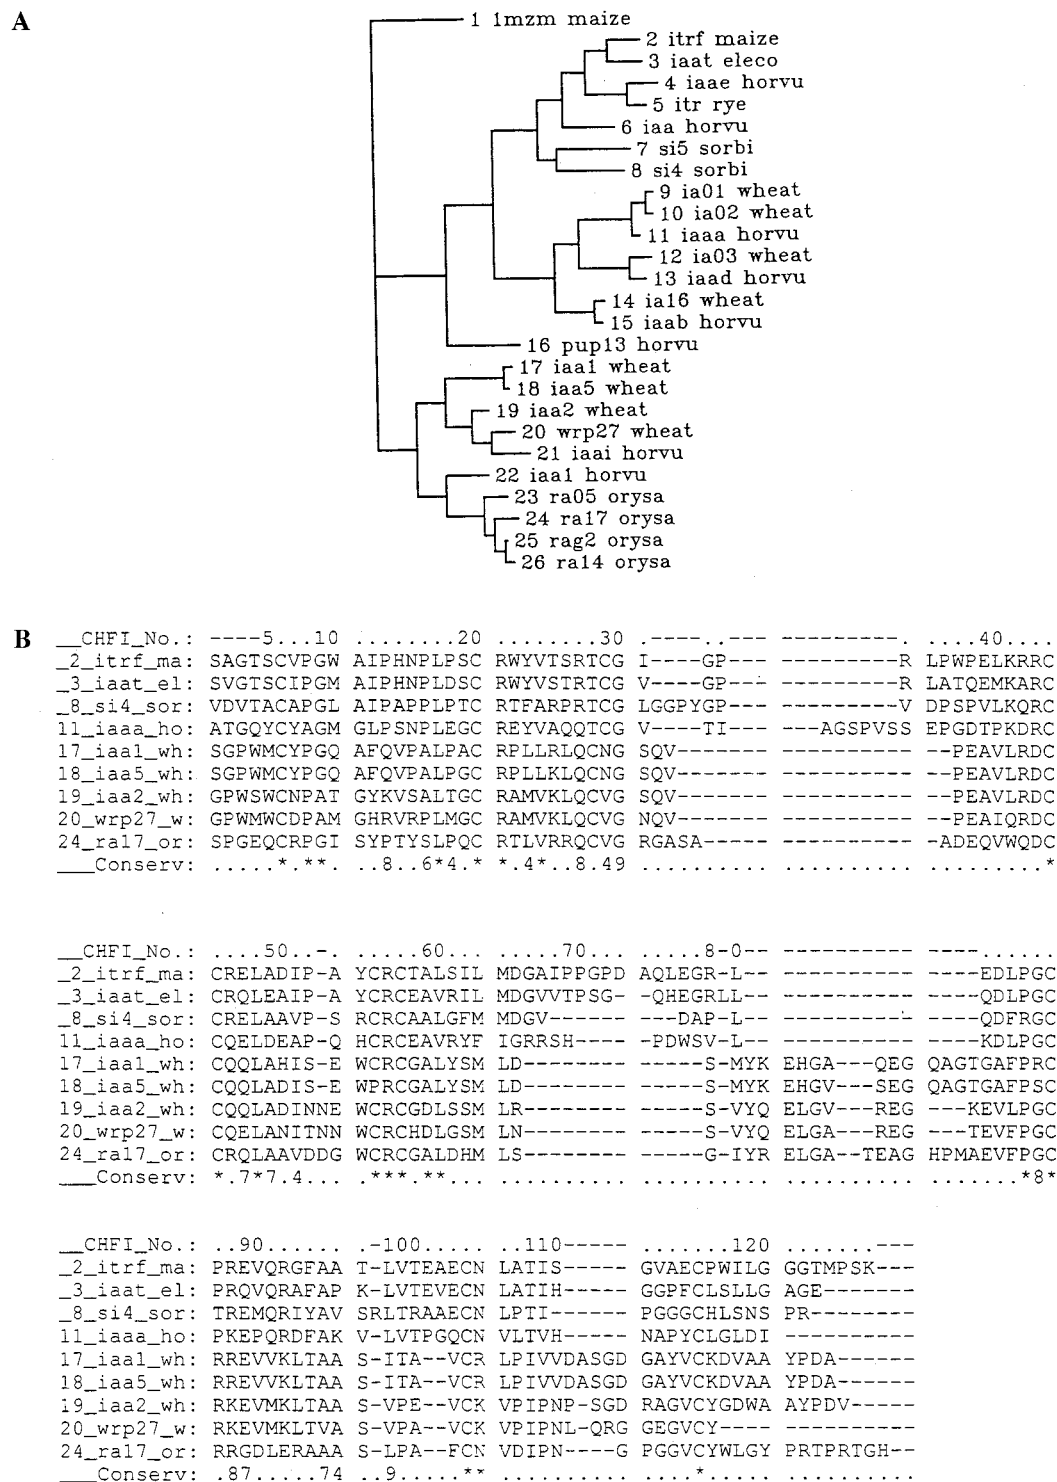 A
1 1mzm maize
2 itrf maize
3 iaat eleco
4 iaae horvu
5 itr rye
6 iaa horvu
7 si5 sorbi
8 si4 sorbi
9 ia01 wheat
10 ia02 wheat
11 iaaa horvu
12 ia03 wheat
13 iaad horvu
14 ia16 wheat
15 iaab horvu
16 pup13 horvu
17 iaa1 wheat
18 iaa5 wheat
19 iaa2 wheat
20 wrp27 wheat
21 iaai horvu
22 iaa1 horvu
23 ra05 orysa
24 ra17 orysa
25 rag2 orysa
26 ra14 orysa
B
__CHFI_No.: ----5...10 ........20 ........30 .----..--- ---------. ....40....
_2_itrf_ma: SAGTSCVPGW AIPHNPLPSC RWYVTSRTCG I----GP--- ---------R LPWPELKRRC
_3_iaat_el: SVGTSCIPGM AIPHNPLDSC RWYVSTRTCG V----GP--- ---------R LATQEMKARC
_8_si4_sor: VDVTACAPGL AIPAPPLPTC RTFARPRTCG LGGPYGP--- ---------V DPSPVLKQRC
11_iaaa_ho: ATGQYCYAGM GLPSNPLEGC REYVAQQTCG V----TI--- --AGSPVSS EPGDTPKDRC
17_iaa1_wh: SGPWMCYPGQ AFQVPALPAC RPLLRLQCNG SQV------- ---------- --PEAVLRDC
18_iaa5_wh: SGPWMCYPGQ AFQVPALPGC RPLLKLQCNG SQV------- ---------- --PEAVLRDC
19_iaa2_wh: GPWSWCNPAT GYKVSALTGC RAMVKLQCVG SQV------- ---------- --PEAVLRDC
20_wrp27_w: GPWMWCDPAM GHRVRPLMGC RAMVKLQCVG NQV------- ---------- --PEAIQRDC
24_ra17_or: SPGEQCRPGI SYPTYSLPQC RTLVRRQCVG RGASA----- ---------- -ADEQVWQDC
___Conserv: .....*.** ..8..6*4.* *.4*..8.49 .......... .......... .........*
__CHFI_No.: ....50...-. ......60... ......70... ......8-0-- ---------- -----.....
_2_itrf_ma: CRELADIP-A YCRCTALSIL MDGAIPPGPD AQLEGR-L-- ---------- ----EDLPGC
_3_iaat_el: CRQLEAIP-A YCRCEAVRIL MDGVVTPSG- -QHEGRLL-- ---------- ----QDLPGC
_8_si4_sor: CRELAAVP-S RCRCAALGFM MDGV------ ---DAP-L-- ---------- ----QDFRGC
11_iaaa_ho: CQELDEAP-Q HCRCEAVRYF IGRRSH---- -PDWSV-L-- ---------- ----KDLPGC
17_iaa1_wh: CQQLAHIS-E WCRCGALYSM LD-------- -----S-MYK EHGA---QEG QAGTGAFPRC
18_iaa5_wh: CQQLADIS-E WPRCGALYSM LD-------- -----S-MYK EHGV---SEG QAGTGAFPSC
19_iaa2_wh: CQQLADINNE WCRCGDLSSM LR-------- -----S-VYQ ELGV---REG ---KEVLPGC
20_wrp27_w: CQELANITNN WCRCHDLGSM LN-------- -----S-VYQ ELGA---REG ---TEVFPGC
24_ra17_or: CRQLAAVDDG WCRCGALDHM LS-------- -----G-IYR ELGA--TEAG HPMAEVFPGC
___Conserv: *.7*7.4... .***.**... .......... .......... .......... .......*8*
__CHFI_No.: ..90...... .-100..... ..110----- ......120 .......---
_2_itrf_ma: PREVQRGFAA T-LVTEAECN LATIS----- GVAECPWILG GGTMPSK---
_3_iaat_el: PRQVQRAFAP K-LVTEVECN LATIH----- GGPFCLSLLG AGE-------
_8_si4_sor: TREMQRIYAV SRLTRAAECN LPTI------ PGGGCHLSNS PR--------
11_iaaa_ho: PKEPQRDFAK V-LVTPGQCN VLTVH----- NAPYCLGLDI ----------
17_iaa1_wh: RREVVKLTAA S-ITA--VCR LPIVVDASGD GAYVCKDVAA YPDA------
18_iaa5_wh: RREVVKLTAA S-ITA--VCR LPIVVDASGD GAYVCKDVAA YPDA------
19_iaa2_wh: RKEVMKLTAA S-VPE--VCK VPIPNP-SGD RAGVCYGDWA AYPDV-----
20_wrp27_w: RKEVMKLTVA S-VPA--VCK VPIPNL-QRG GEGVCY---- ----------
24_ra17_or: RRGDLERAAA S-LPA--FCN VDIPN----G PGGVCYWLGY PRTPRTGH--
___Conserv: .87.....74 ..9.....** .......... ....*..... ..........